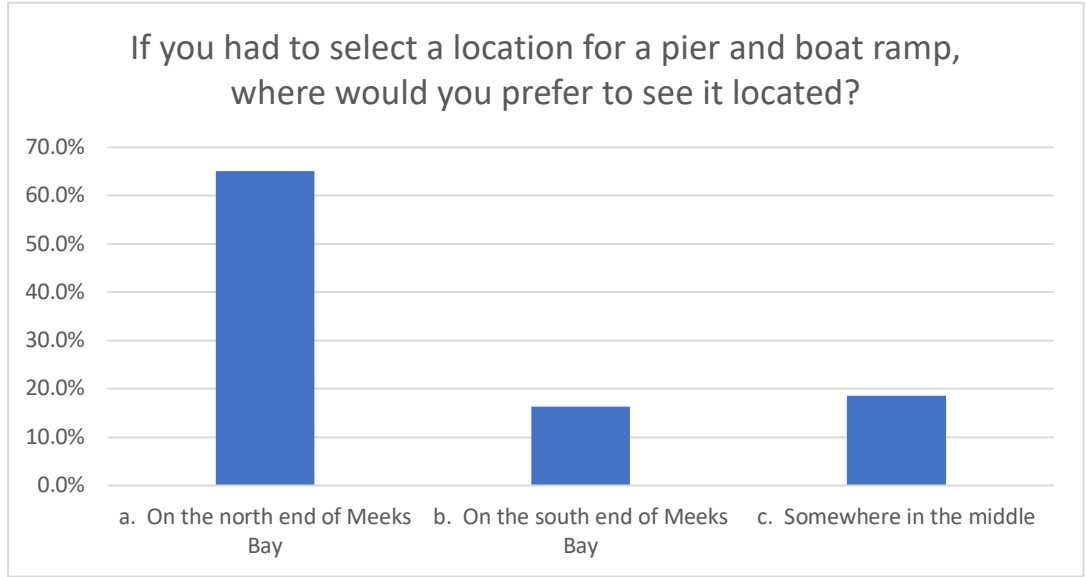 If you had to select a location for a pier and boat ramp,
where would you prefer to see it located?
70.0%
60.0%
50.0%
40.0%
30.0%
20.0%
10.0%
0.0%
a. On the north end of Meeks
Bay
b. On the south end of Meeks
Bay
c. Somewhere in the middle